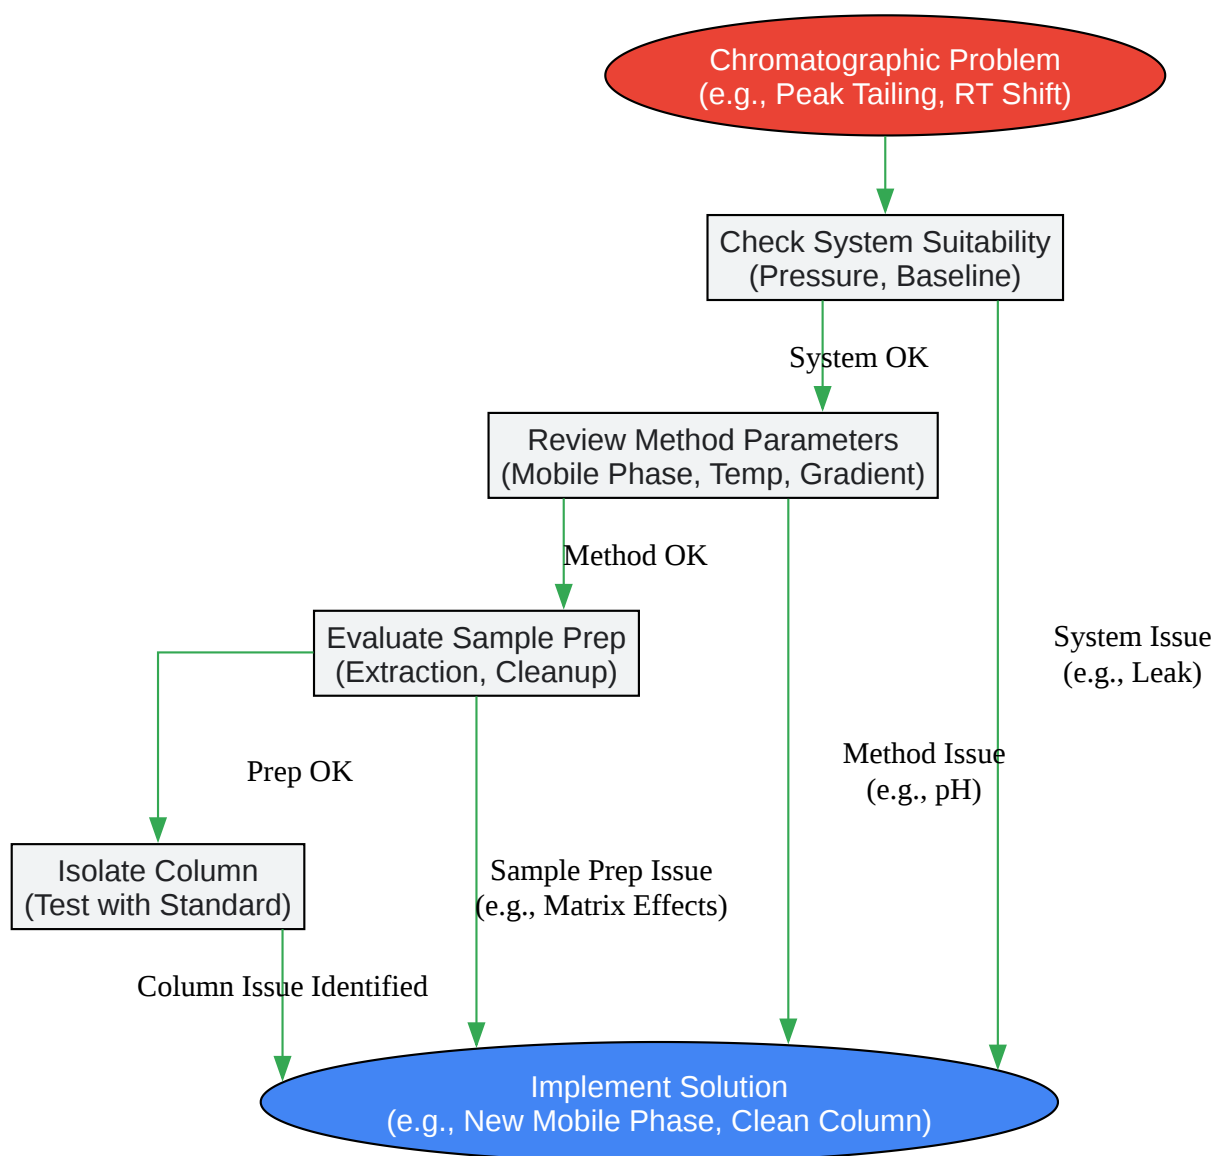 Chromatographic Problem
(e.g., Peak Tailing, RT Shift)
Check System Suitability
(Pressure, Baseline)
System OK
Review Method Parameters
(Mobile Phase, Temp, Gradient)
Method OK
Evaluate Sample Prep
(Extraction, Cleanup)
System Issue
(e.g., Leak)
Prep OK
Method Issue
(e.g., pH)
Isolate Column
(Test with Standard)
Sample Prep Issue
(e.g., Matrix Effects)
Column Issue Identified
Implement Solution
(e.g., New Mobile Phase, Clean Column)